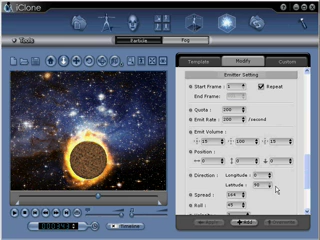 iClone
Particle Fog
Template Modify Custom
Emitter Setting
Start Frame : 1 Repeat
End Frame :
Quota : 200
Emit Rate : 200 /second
Emit Volume :
15 100 15
Position :
0 0 0
Direction : Longitude : 0
Latitude : 90
Spread : 164
Roll : 45
Add
Timeline